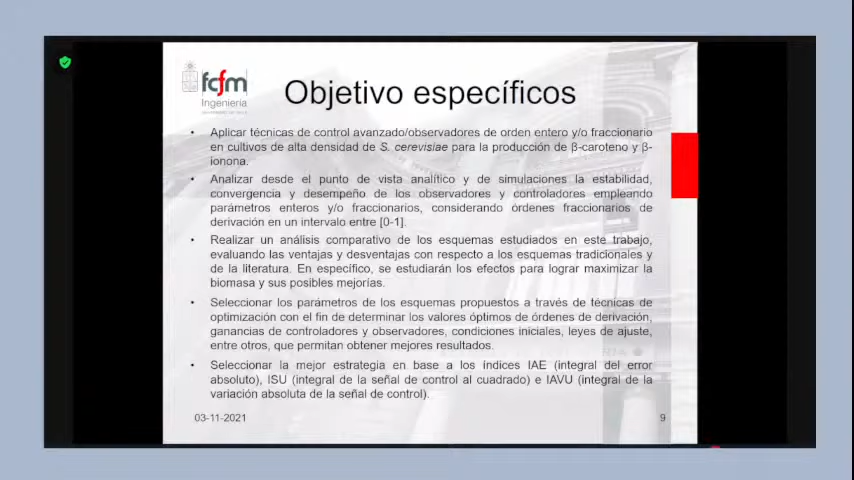 fcfm
Ingeniería
Objetivo específicos
• Aplicar técnicas de control avanzado/observadores de orden entero y/o fraccionario
en cultivos de alta densidad de S. cerevisiae para la producción de β-caroteno y β-
ionona.
• Analizar desde el punto de vista analítico y de simulaciones la estabilidad,
convergencia y desempeño de los observadores y controladores empleando
parámetros enteros y/o fraccionarios, considerando órdenes fraccionarios de
derivación en un intervalo entre [0-1].
• Realizar un análisis comparativo de los esquemas estudiados en este trabajo,
evaluando las ventajas y desventajas con respecto a los esquemas tradicionales y
de la literatura. En específico, se estudiarán los efectos para lograr maximizar la
biomasa y sus posibles mejorías.
• Seleccionar los parámetros de los esquemas propuestos a través de técnicas de
optimización con el fin de determinar los valores óptimos de órdenes de derivación,
ganancias de controladores y observadores, condiciones iniciales, leyes de ajuste,
entre otros, que permitan obtener mejores resultados.
• Seleccionar la mejor estrategia en base a los índices IAE (integral del error
absoluto), ISU (integral de la señal de control al cuadrado) e IAVU (integral de la
variación absoluta de la señal de control).
03-11-2021
9